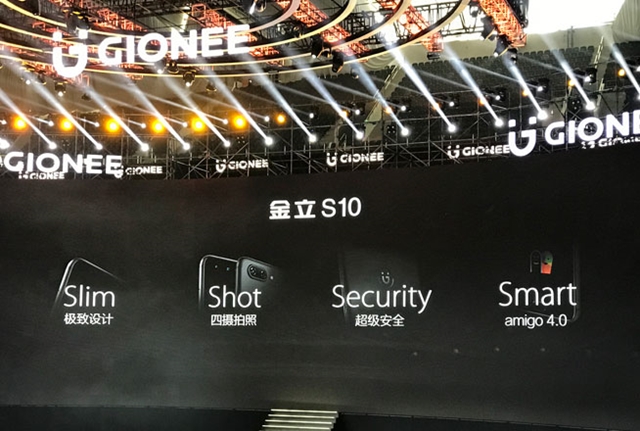 GIONEE
GIONEE
GIONEE
GIONEE
GIONEE
GIONEE
GIONEE
GIONEE
金立 S10
Slim
极致设计
Shot
四摄拍照
Security
超级安全
Smart
amigo 4.0